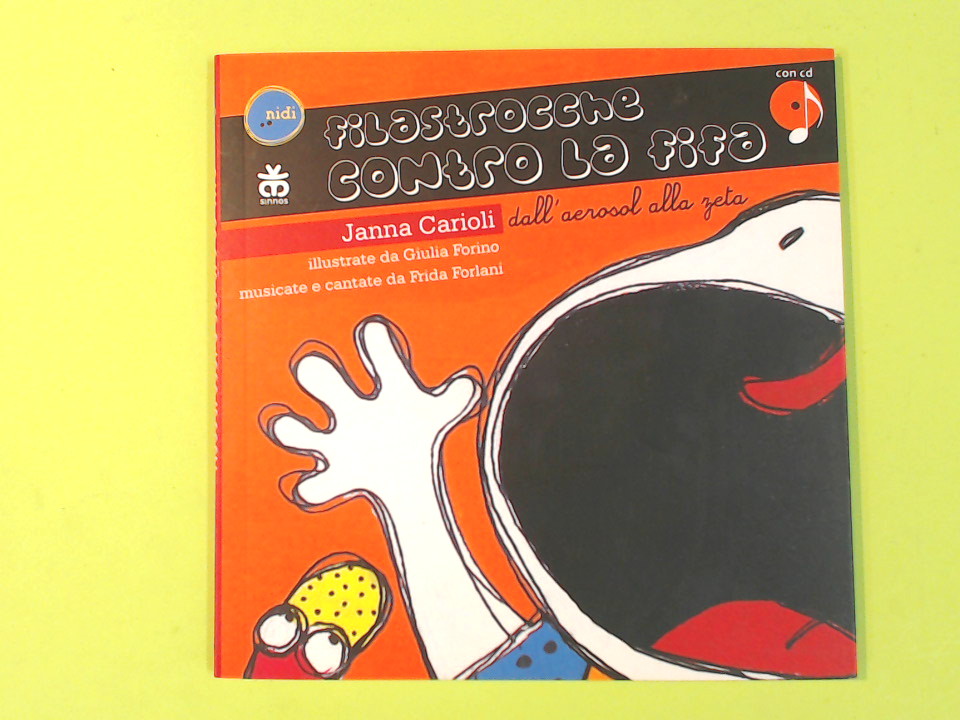 con cd
nidi
filastrocche
contro la fifa
sinnos
dall'aerosol alla zeta
Janna Carioli
illustrate da Giulia Forino
musicate e cantate da Frida Forlani